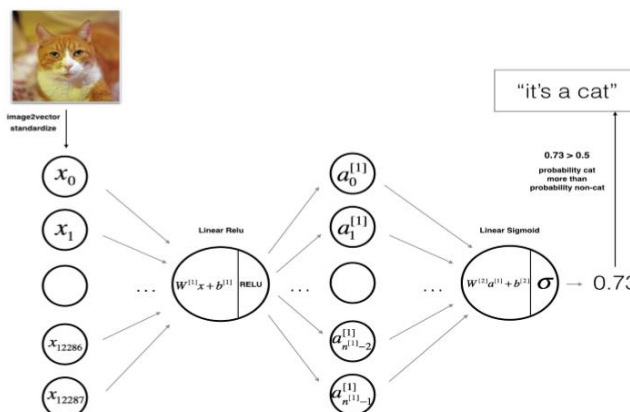 image2vector
standardize
"it's a cat"
0.73 > 0.5
probability cat
more than
probability non-cat
x₀
x₁
x₁₂₂₈₆
x₁₂₂₈₇
...
Linear Relu
W^[1]x + b^[1] RELU
...
a₀^[1]
a₁^[1]
a^[1]_{n^[1]−2}
a^[1]_{n^[1]−1}
...
Linear Sigmoid
W^[2]a^[1] + b^[2] σ
0.73